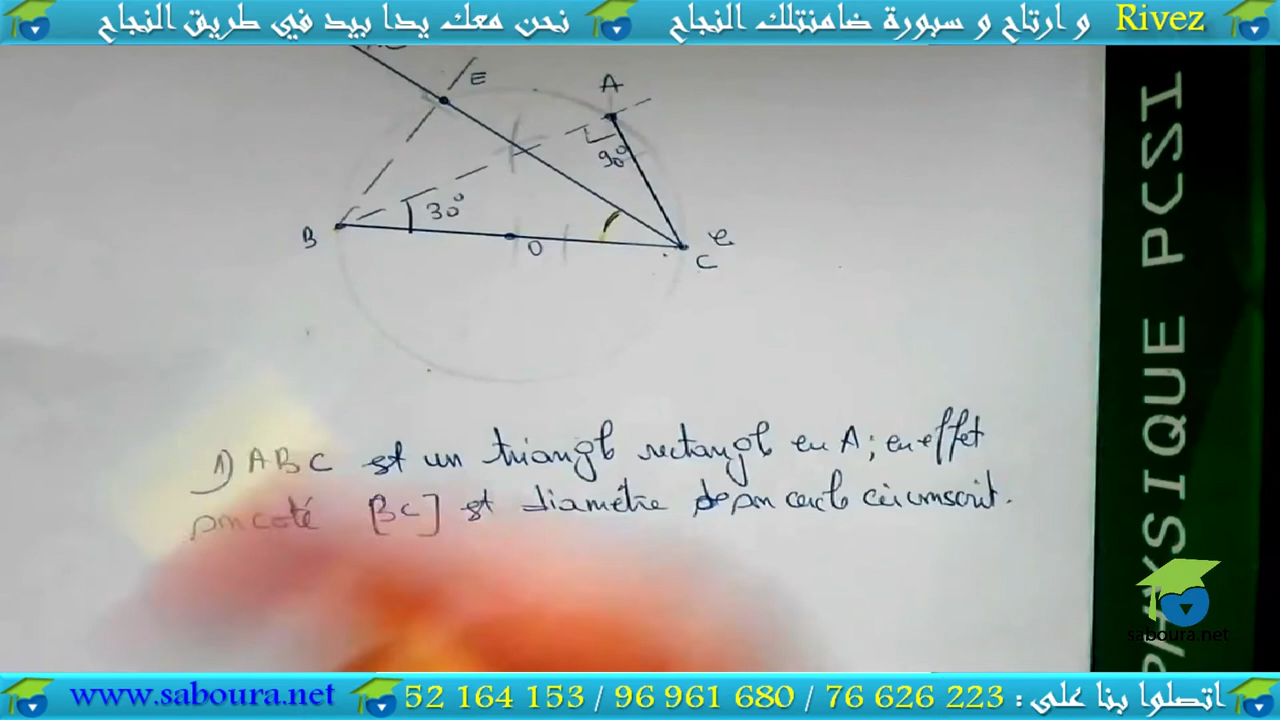 نحن معك يدا بيد في طريق النجاح و ارتاح و سبورة ضامنتلك النجاح Rivez
E
A
90°
30°
B
O
C
C
1) ABC est un triangle rectangle en A ; en effet
son coté [BC] est diamètre de son cercle circonscrit.
PHYSIQUE PCSI
saboura.net
www.saboura.net 52 164 153 / 96 961 680 / 76 626 223 : اتصلوا بنا على